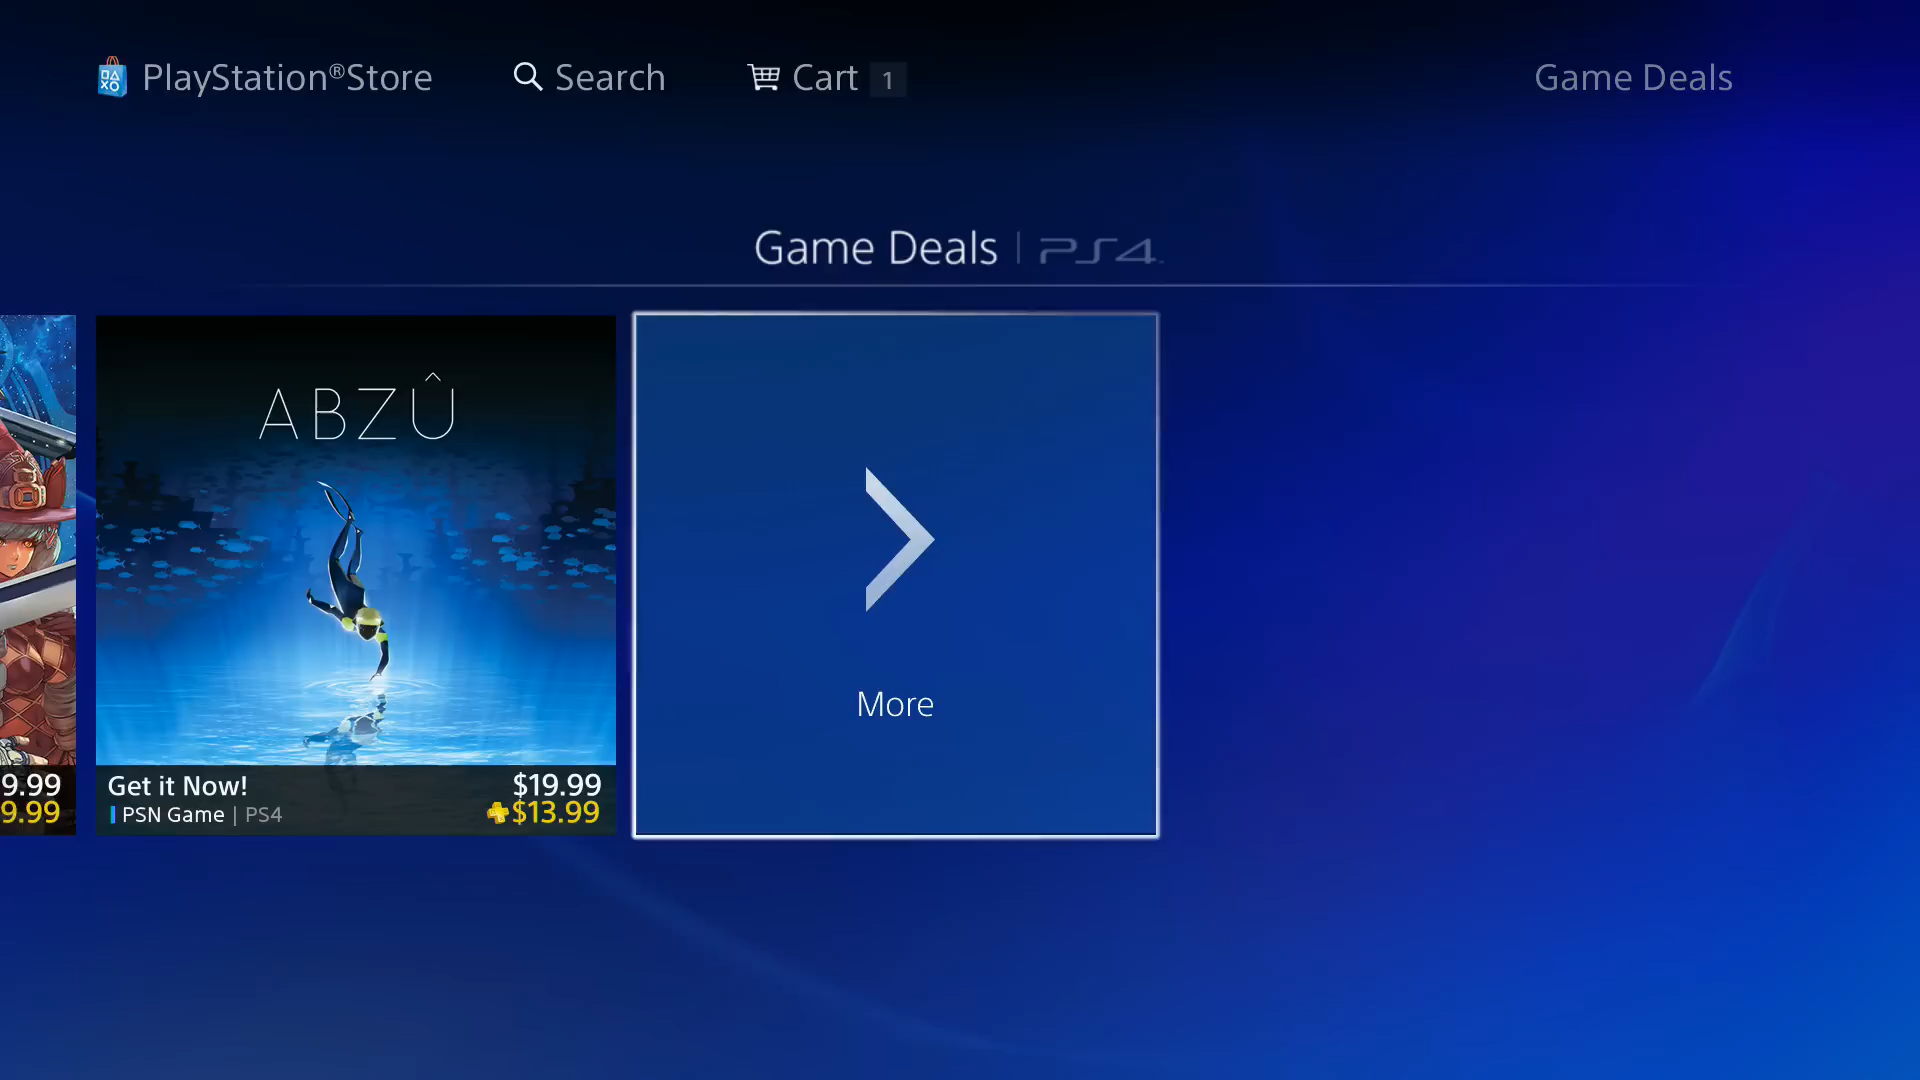 PlayStation®Store
Search
Cart 1
Game Deals
Game Deals | PS4
9.99
9.99
ABZÛ
Get it Now!
$19.99
PSN Game | PS4
$13.99
More